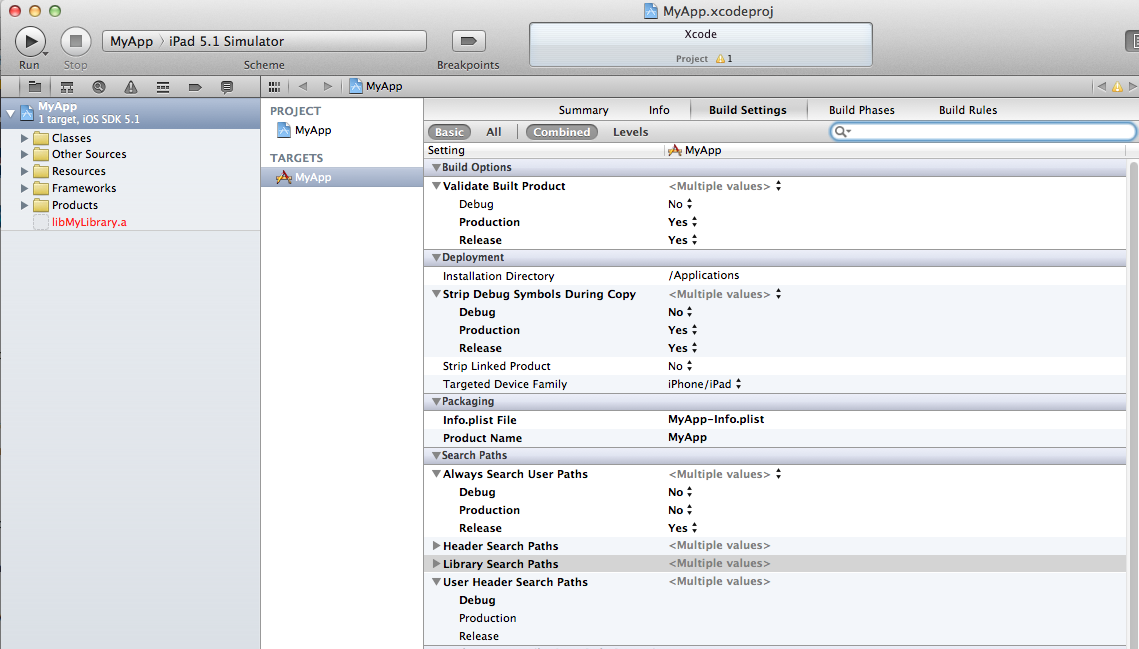 MyApp.xcodeproj
MyApp > iPad 5.1 Simulator
Xcode
Project 1
Run
Stop
Scheme
Breakpoints
MyApp
MyApp
1 target, iOS SDK 5.1
Classes
Other Sources
Resources
Frameworks
Products
libMyLibrary.a
PROJECT
MyApp
TARGETS
MyApp
Summary Info Build Settings Build Phases Build Rules
Basic All Combined Levels
Setting MyApp
Build Options
Validate Built Product <Multiple values>
Debug No
Production Yes
Release Yes
Deployment
Installation Directory /Applications
Strip Debug Symbols During Copy <Multiple values>
Debug No
Production Yes
Release Yes
Strip Linked Product No
Targeted Device Family iPhone/iPad
Packaging
Info.plist File MyApp-Info.plist
Product Name MyApp
Search Paths
Always Search User Paths <Multiple values>
Debug No
Production No
Release Yes
Header Search Paths <Multiple values>
Library Search Paths <Multiple values>
User Header Search Paths <Multiple values>
Debug
Production
Release